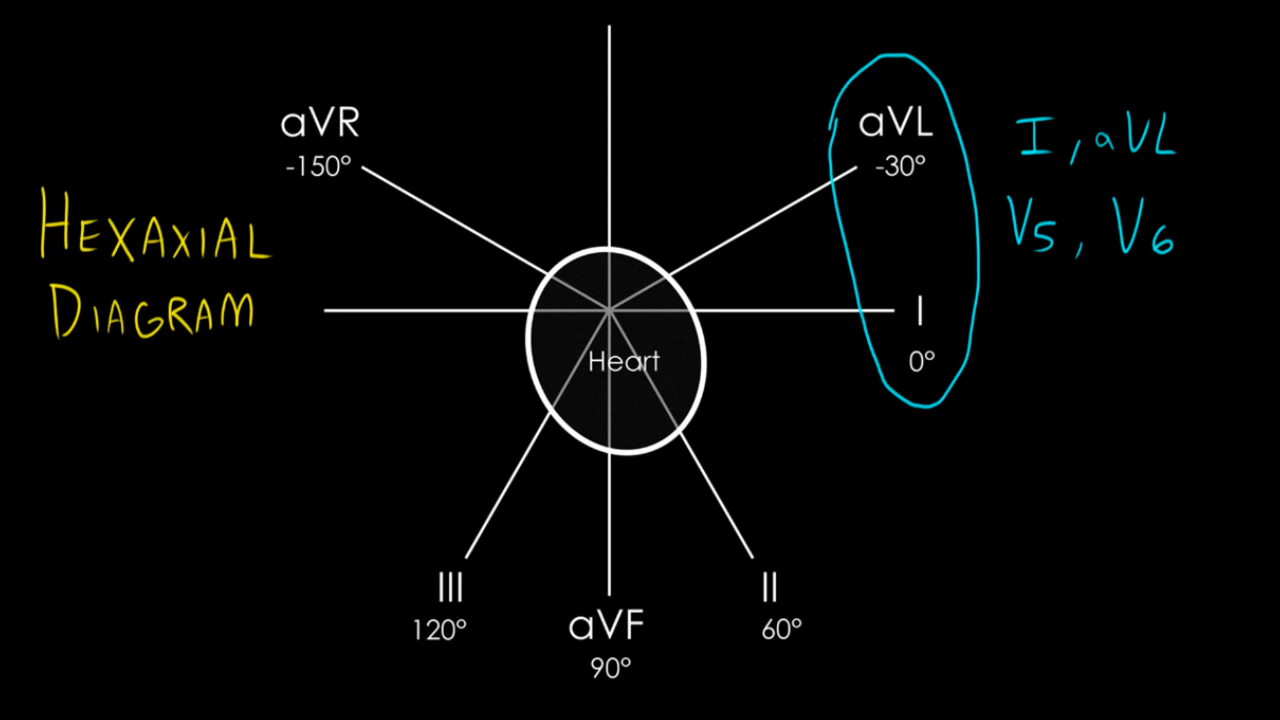 HEXAXIAL
DIAGRAM
aVR
-150°
aVL
-30°
I, aVL
V5, V6
I
0°
Heart
III
120°
aVF
90°
II
60°